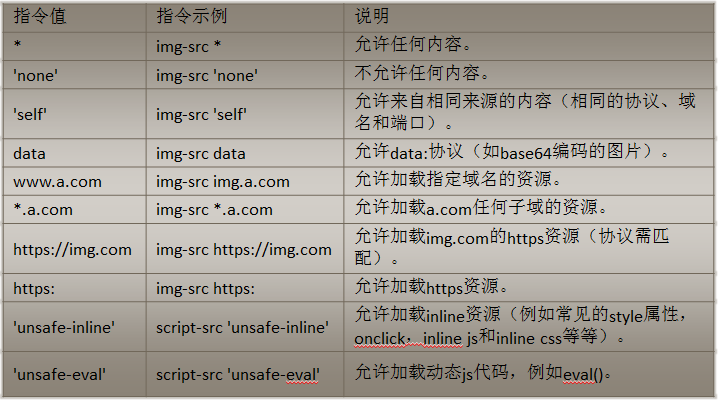 指令值 指令示例 说明
* img-src * 允许任何内容。
'none' img-src 'none' 不允许任何内容。
'self' img-src 'self' 允许来自相同来源的内容（相同的协议、域
名和端口）。
data img-src data 允许data:协议（如base64编码的图片）。
www.a.com img-src img.a.com 允许加载指定域名的资源。
*.a.com img-src *.a.com 允许加载a.com任何子域的资源。
https://img.com img-src https://img.com 允许加载img.com的https资源（协议需匹
配）。
https: img-src https: 允许加载https资源。
'unsafe-inline' script-src 'unsafe-inline' 允许加载inline资源（例如常见的style属性，
onclick，inline js和inline css等等）。
'unsafe-eval' script-src 'unsafe-eval' 允许加载动态js代码，例如eval()。